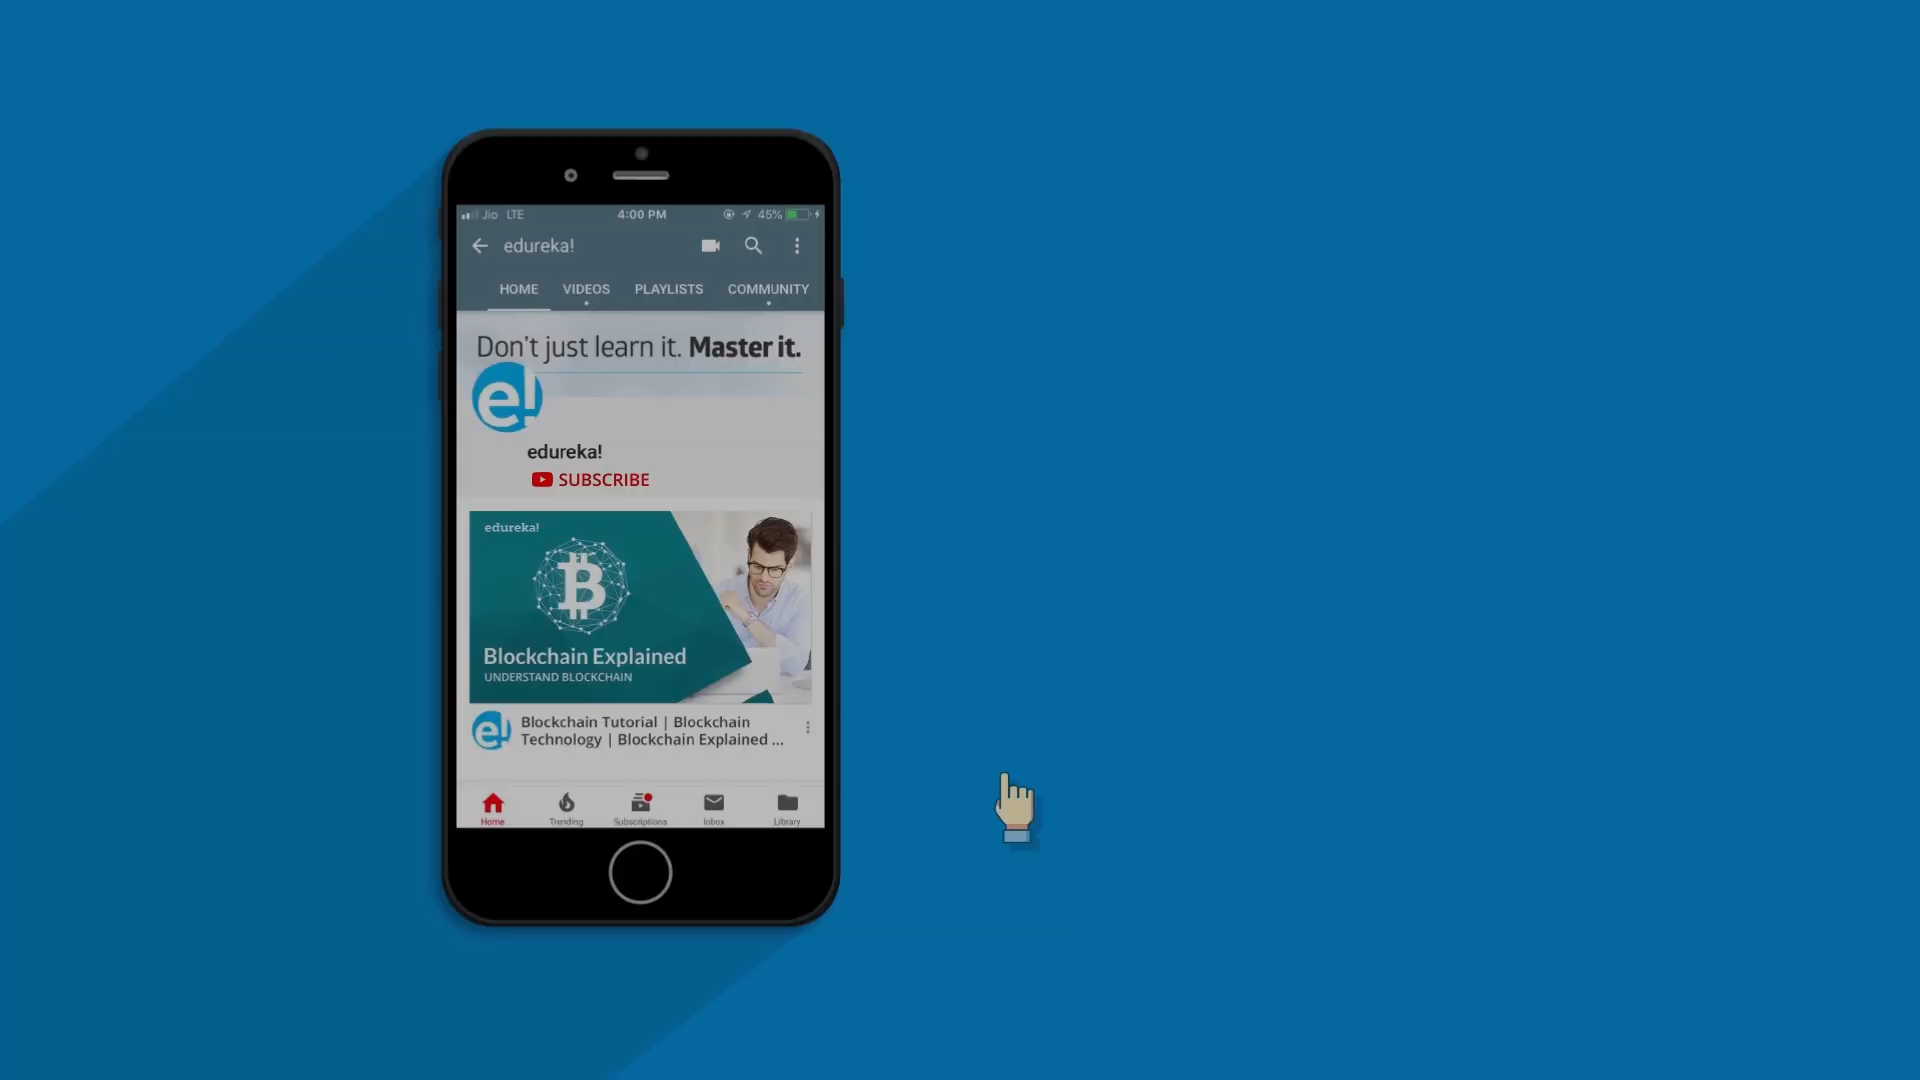 Jio LTE 4:00 PM 45%
edureka!
HOME VIDEOS PLAYLISTS COMMUNITY
Don't just learn it. Master it.
e!
edureka!
SUBSCRIBE
edureka!
B
Blockchain Explained
UNDERSTAND BLOCKCHAIN
e!
Blockchain Tutorial | Blockchain
Technology | Blockchain Explained ...
Home Trending Subscriptions Inbox Library